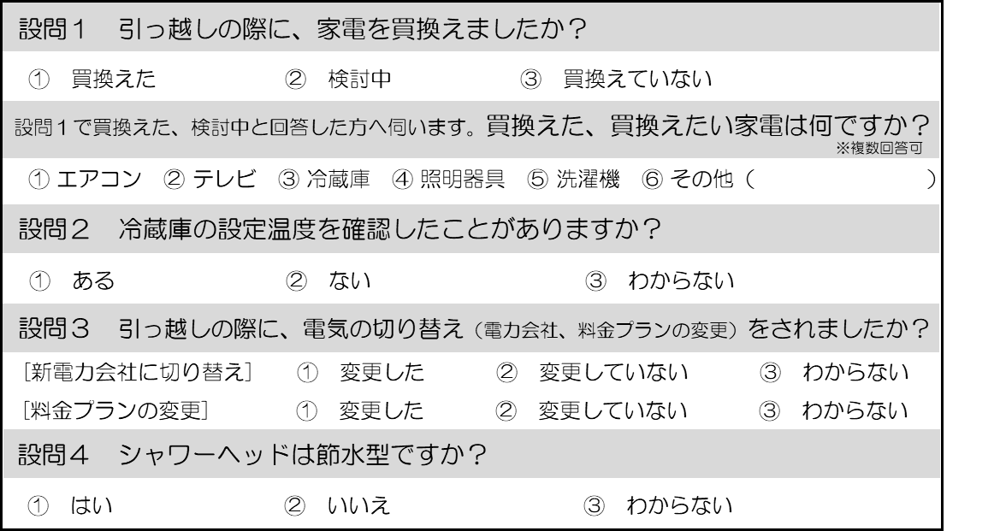 設問１　引っ越しの際に、家電を買換えましたか？
①　買換えた　②　検討中　③　買換えていない
設問１で買換えた、検討中と回答した方へ伺います。買換えた、買換えたい家電は何ですか？
※複数回答可
① エアコン　② テレビ　③ 冷蔵庫　④ 照明器具　⑤ 洗濯機　⑥ その他（　　　　　　　　）
設問２　冷蔵庫の設定温度を確認したことがありますか？
①　ある　②　ない　③　わからない
設問３　引っ越しの際に、電気の切り替え（電力会社、料金プランの変更）をされましたか？
［新電力会社に切り替え］　①　変更した　②　変更していない　③　わからない
［料金プランの変更］　①　変更した　②　変更していない　③　わからない
設問４　シャワーヘッドは節水型ですか？
①　はい　②　いいえ　③　わからない